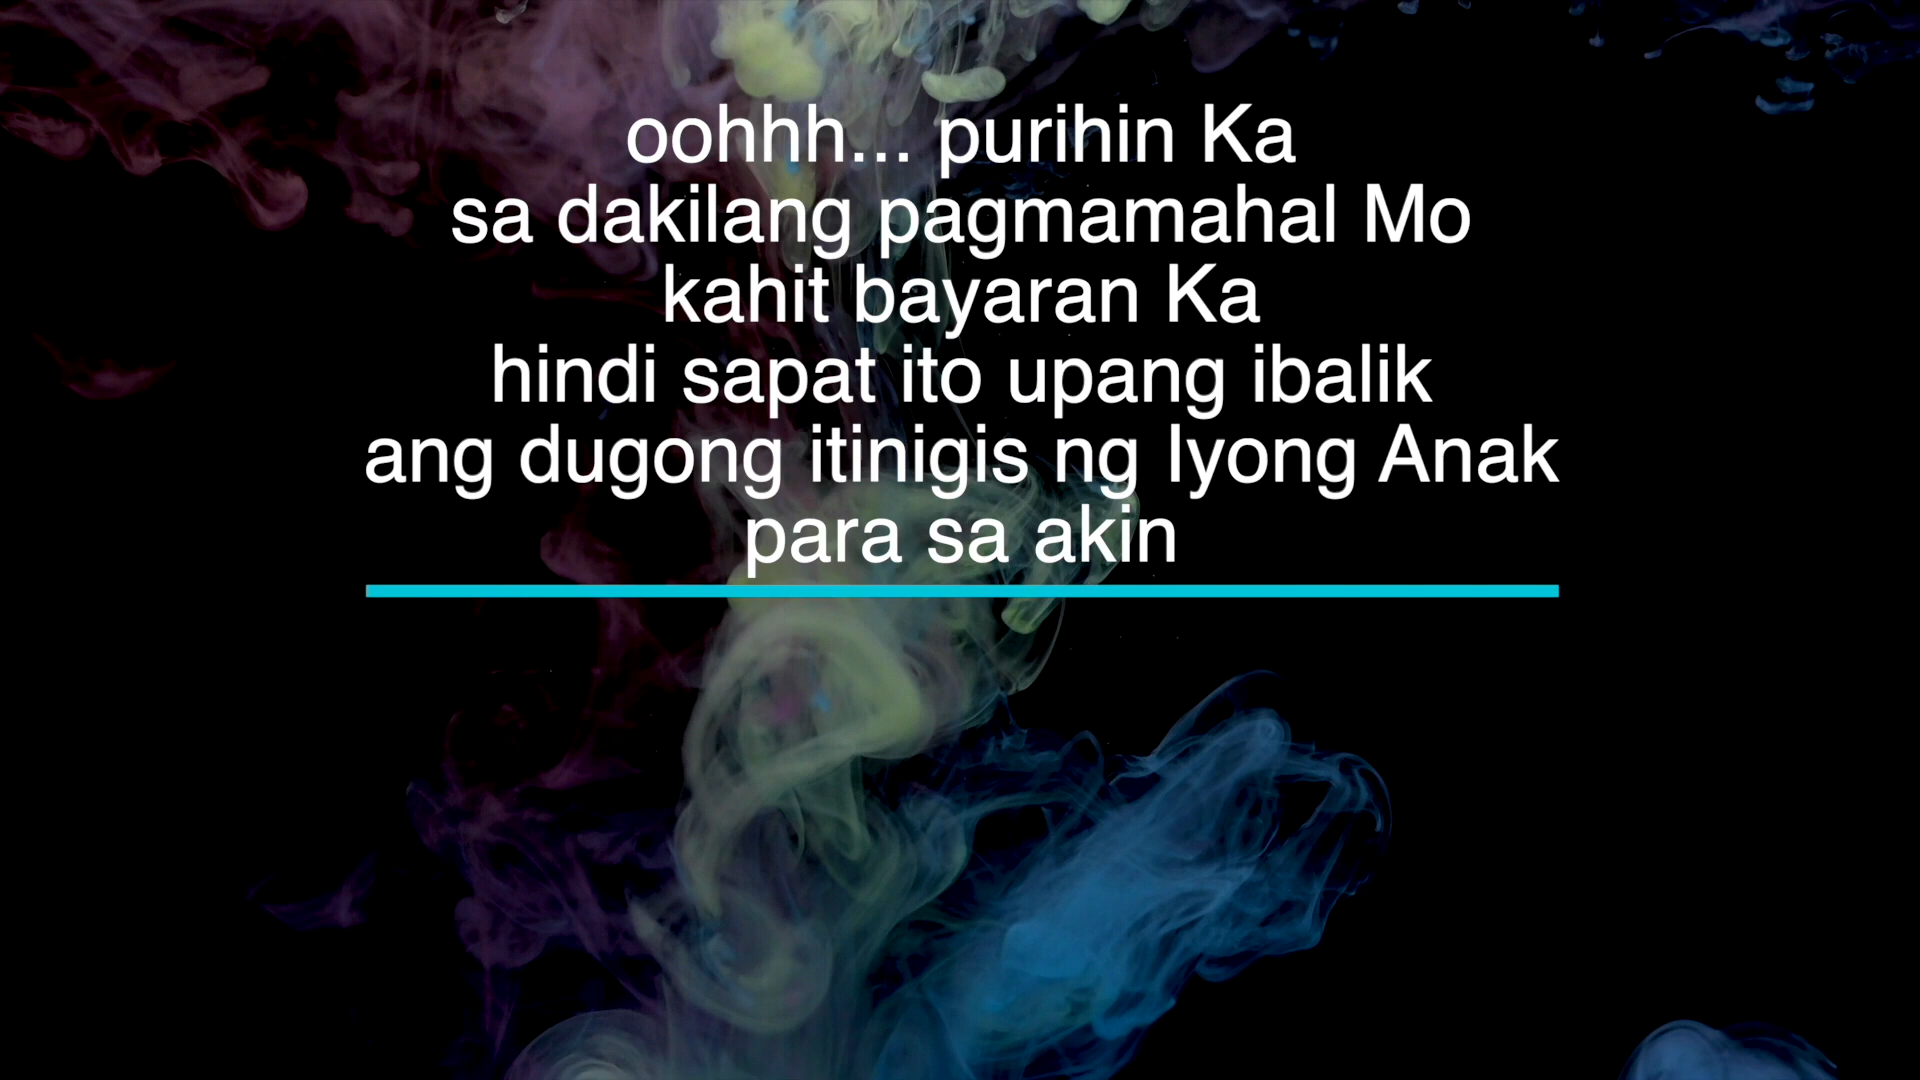 oohhh... purihin Ka
sa dakilang pagmamahal Mo
kahit bayaran Ka
hindi sapat ito upang ibalik
ang dugong itinigis ng Iyong Anak
para sa akin